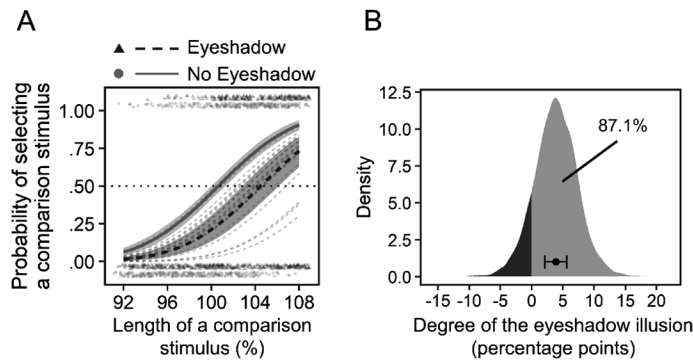 A
Eyeshadow
No Eyeshadow
Probability of selecting
a comparison stimulus
1.00
.75
.50
.25
.00
92 96 100 104 108
Length of a comparison
stimulus (%)
B
Density
12.5
10.0
7.5
5.0
2.5
0.0
87.1%
-15 -10 -5 0 5 10 15 20
Degree of the eyeshadow illusion
(percentage points)